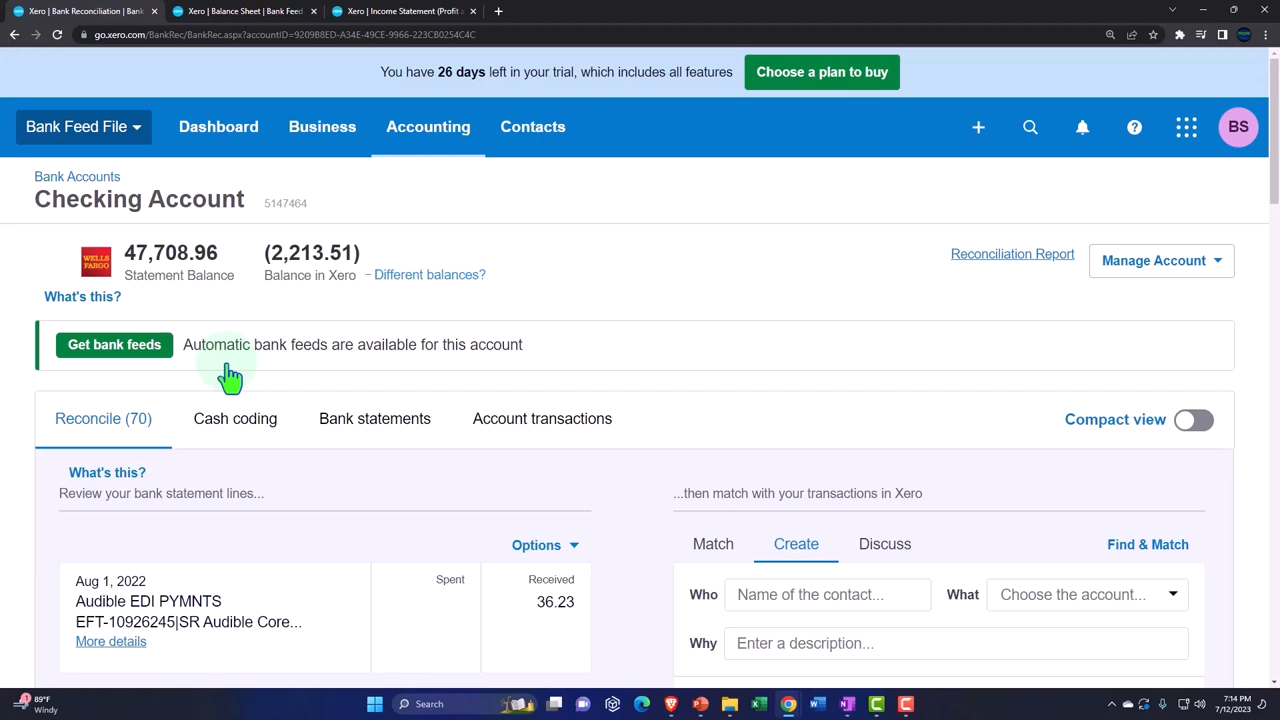 Xero | Bank Reconciliation | Bank
Xero | Balance Sheet | Bank Feed
Xero | Income Statement (Profit a
go.xero.com/BankRec/BankRec.aspx?accountID=9209B8ED-A34E-49CE-9966-223CB0254C4C
You have 26 days left in your trial, which includes all features
Choose a plan to buy
Bank Feed File
Dashboard
Business
Accounting
Contacts
BS
Bank Accounts
Checking Account
5147464
WELLS
FARGO
47,708.96
Statement Balance
(2,213.51)
Balance in Xero
Different balances?
Reconciliation Report
Manage Account
What's this?
Get bank feeds
Automatic bank feeds are available for this account
Reconcile (70)
Cash coding
Bank statements
Account transactions
Compact view
What's this?
Review your bank statement lines...
...then match with your transactions in Xero
Options
Match
Create
Discuss
Find & Match
Aug 1, 2022
Audible EDI PYMNTS
EFT-10926245|SR Audible Core...
More details
Spent
Received
36.23
Who
Name of the contact...
What
Choose the account...
Why
Enter a description...
89°F
Windy
Search
7:14 PM
7/12/2023